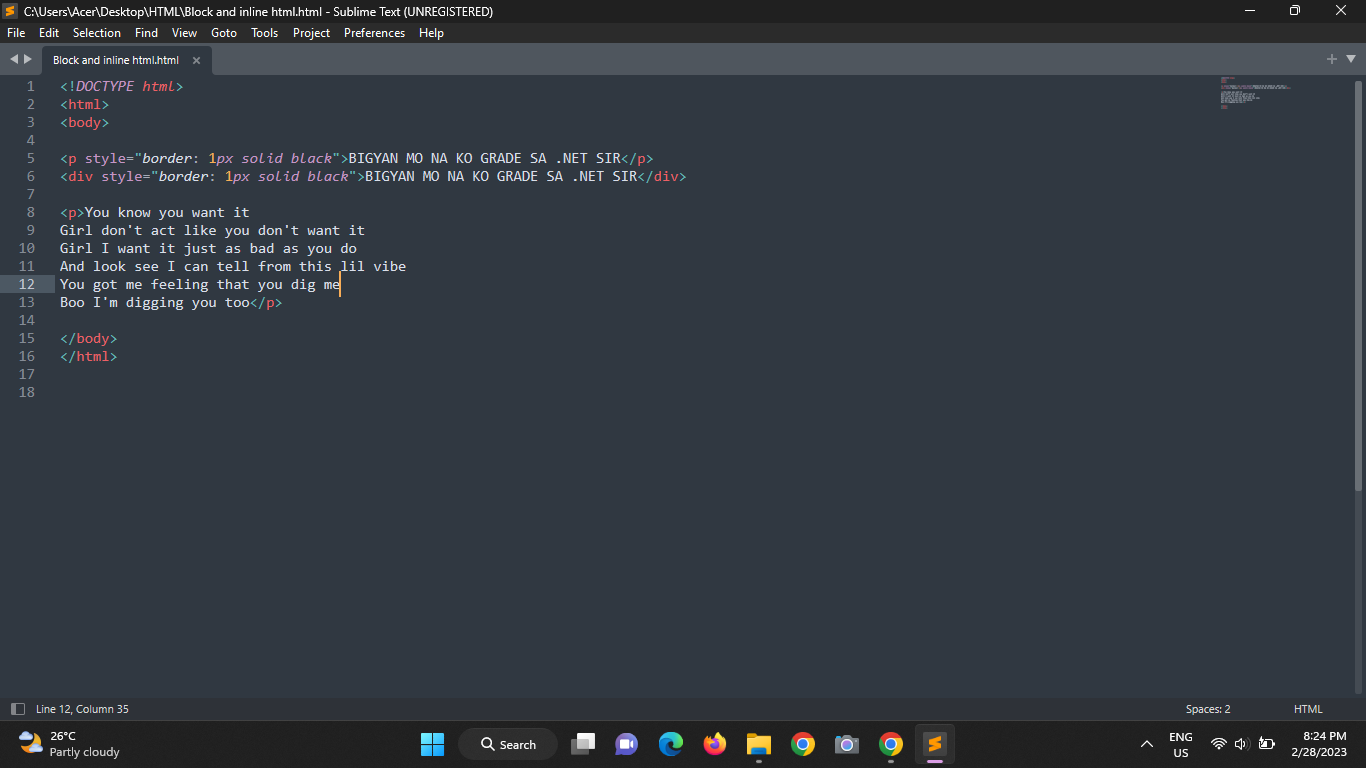 C:\Users\Acer\Desktop\HTML\Block and inline html.html - Sublime Text (UNREGISTERED)
File Edit Selection Find View Goto Tools Project Preferences Help
Block and inline html.html
1 <!DOCTYPE html>
2 <html>
3 <body>
4
5 <p style="border: 1px solid black">BIGYAN MO NA KO GRADE SA .NET SIR</p>
6 <div style="border: 1px solid black">BIGYAN MO NA KO GRADE SA .NET SIR</div>
7
8 <p>You know you want it
9 Girl don't act like you don't want it
10 Girl I want it just as bad as you do
11 And look see I can tell from this lil vibe
12 You got me feeling that you dig me
13 Boo I'm digging you too</p>
14
15 </body>
16 </html>
17
18
Line 12, Column 35 Spaces: 2 HTML
26°C
Partly cloudy
Search
ENG
US
8:24 PM
2/28/2023